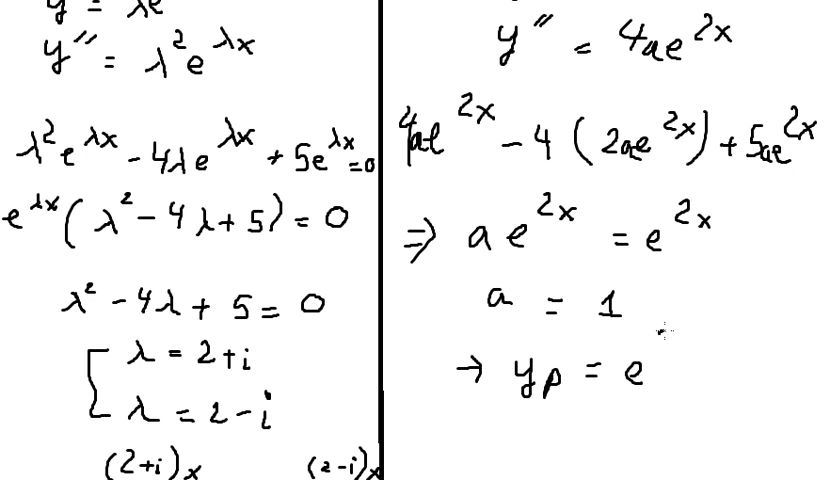 y' = λe
y'' = λ²e^λx
λ²e^λx - 4λe^λx + 5e^λx = 0
e^λx (λ² - 4λ + 5) = 0
λ² - 4λ + 5 = 0
λ = 2+i
λ = 2-i
(2+i)x (2-i)x
y'' = 4ae^2x
4ae^2x - 4(2ae^2x) + 5ae^2x
⇒ ae^2x = e^2x
a = 1
→ yp = e